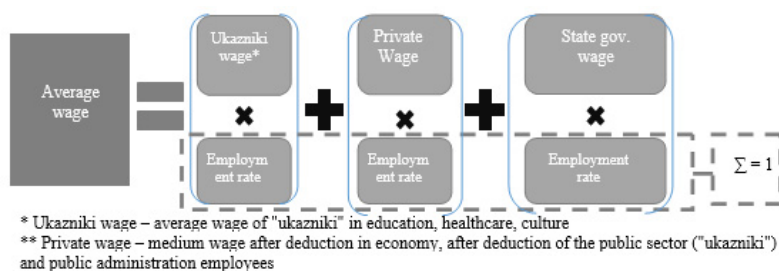 Average
wage
Ukazniki
wage*
Private
Wage
State gov.
wage
Employm
ent rate
Employm
ent rate
Employment
rate
∑ = 1
* Ukazniki wage – average wage of "ukazniki" in education, healthcare, culture
** Private wage – medium wage after deduction in economy, after deduction of the public sector ("ukazniki")
and public administration employees